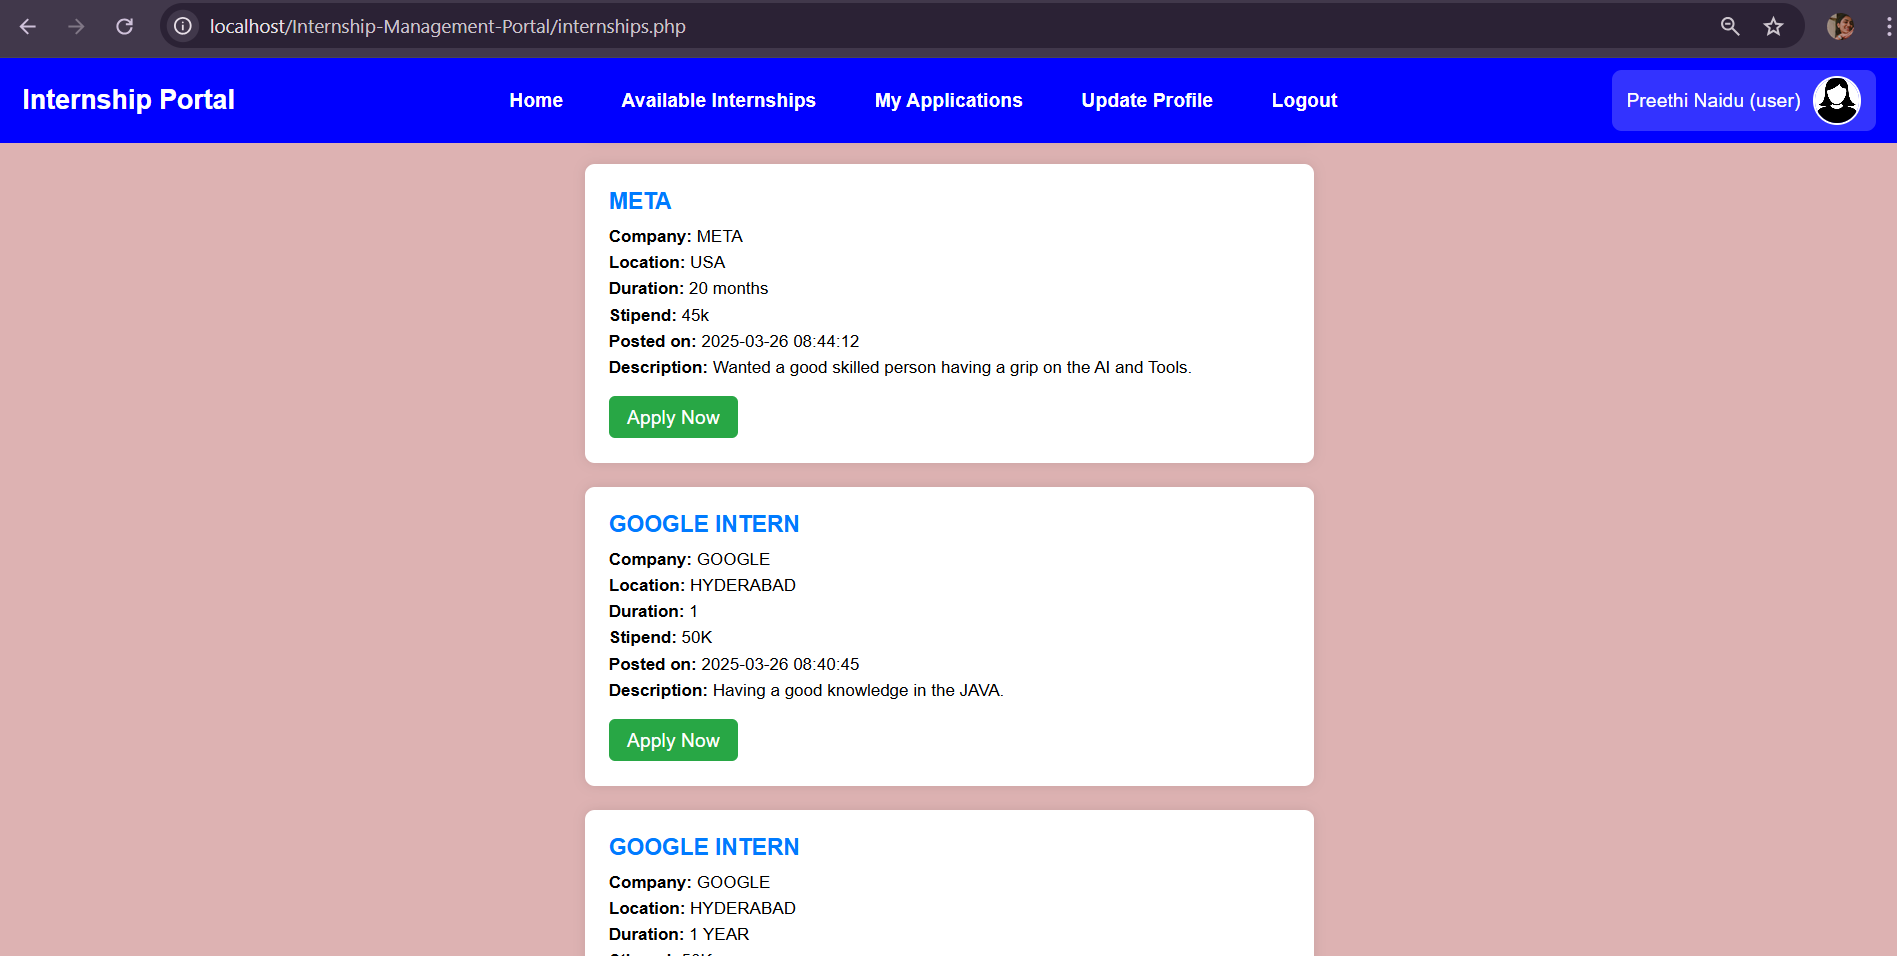 localhost/Internship-Management-Portal/internships.php
Internship Portal Home Available Internships My Applications Update Profile Logout Preethi Naidu (user)
META
Company: META
Location: USA
Duration: 20 months
Stipend: 45k
Posted on: 2025-03-26 08:44:12
Description: Wanted a good skilled person having a grip on the AI and Tools.
Apply Now
GOOGLE INTERN
Company: GOOGLE
Location: HYDERABAD
Duration: 1
Stipend: 50K
Posted on: 2025-03-26 08:40:45
Description: Having a good knowledge in the JAVA.
Apply Now
GOOGLE INTERN
Company: GOOGLE
Location: HYDERABAD
Duration: 1 YEAR